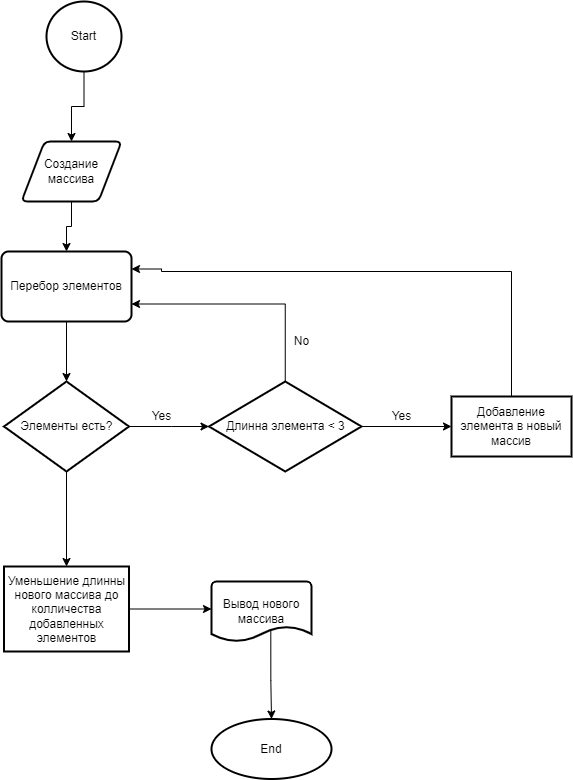 Start
Создание
массива
Перебор элементов
No
Элементы есть?
Yes
Длинна элемента < 3
Yes
Добавление
элемента в новый
массив
Уменьшение длинны
нового массива до
колличества
добавленных
элементов
Вывод нового
массива
End